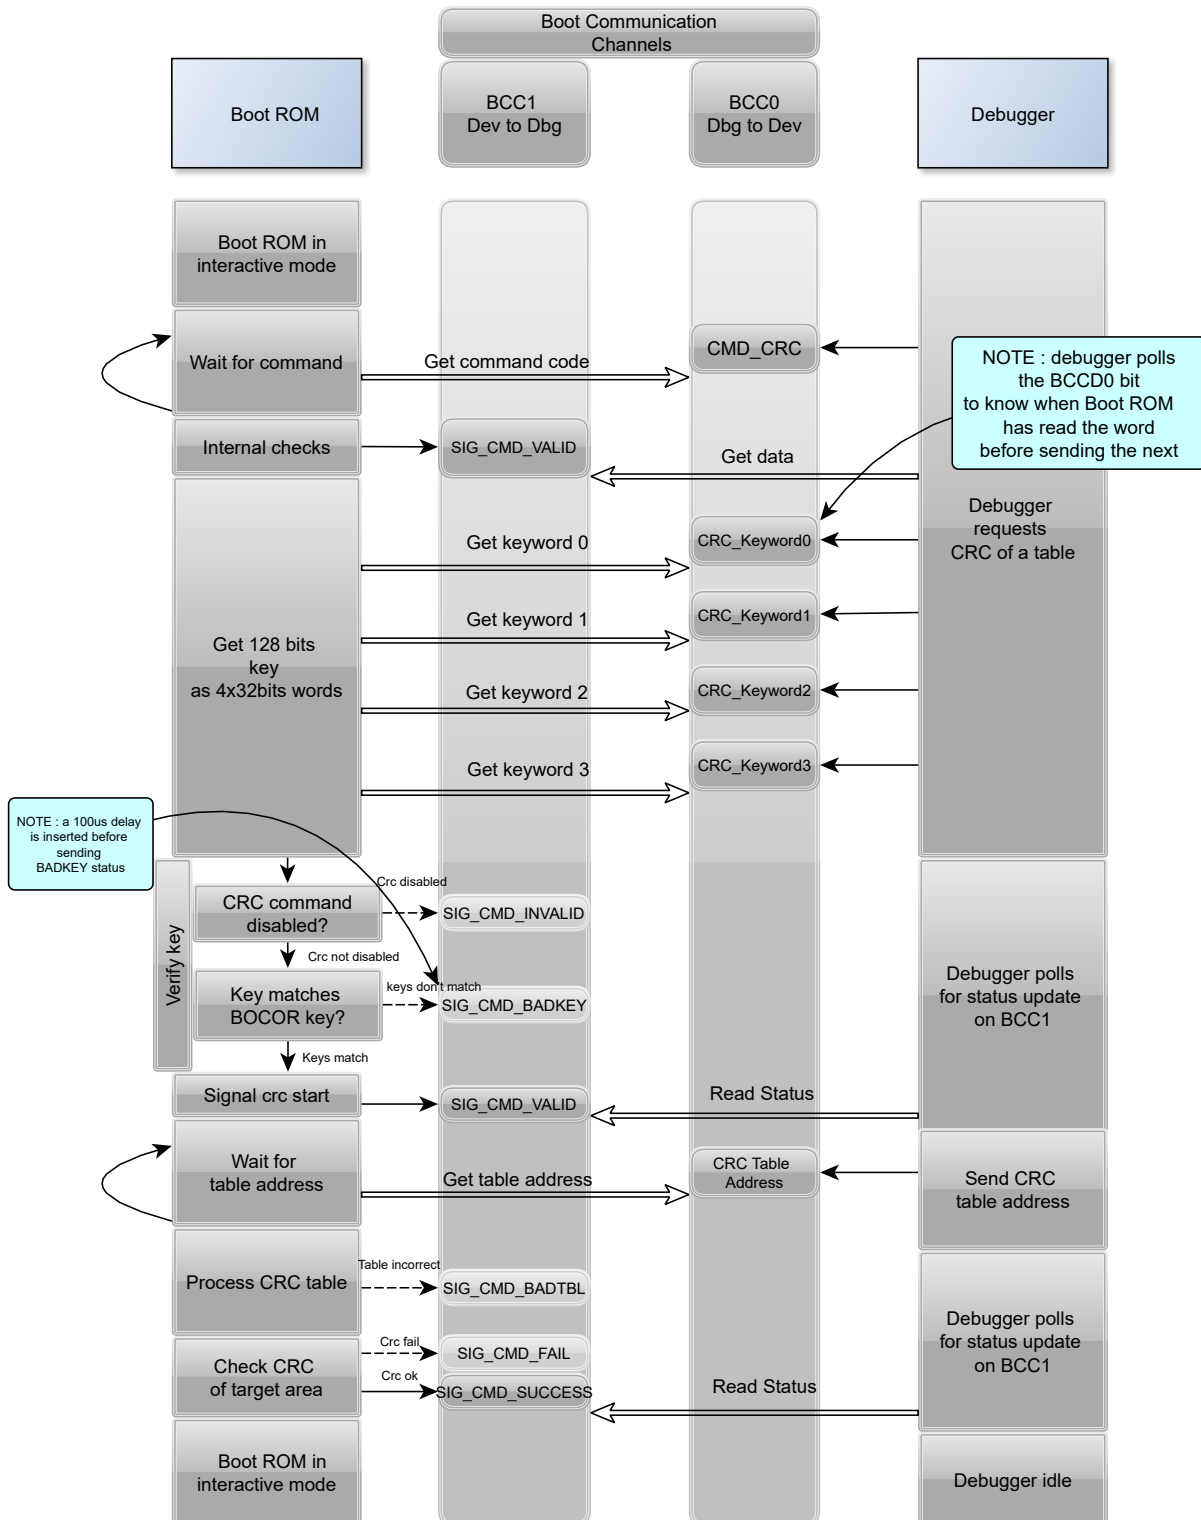 Boot Communication
Channels
Boot ROM
BCC1
Dev to Dbg
BCC0
Dbg to Dev
Debugger
Boot ROM in
interactive mode
Wait for command
Get command code
CMD_CRC
NOTE : debugger polls
the BCCD0 bit
to know when Boot ROM
has read the word
before sending the next
Internal checks
SIG_CMD_VALID
Get data
Debugger
requests
CRC of a table
Get keyword 0
CRC_Keyword0
Get keyword 1
CRC_Keyword1
Get 128 bits
key
as 4x32bits words
Get keyword 2
CRC_Keyword2
Get keyword 3
CRC_Keyword3
NOTE : a 100us delay
is inserted before
sending
BADKEY status
Verify key
CRC command
disabled?
Crc disabled
SIG_CMD_INVALID
Crc not disabled
Key matches
BOCOR key?
keys don't match
SIG_CMD_BADKEY
Debugger polls
for status update
on BCC1
Keys match
Signal crc start
SIG_CMD_VALID
Read Status
Wait for
table address
Get table address
CRC Table
Address
Send CRC
table address
Process CRC table
Table incorrect
SIG_CMD_BADTBL
Crc fail
SIG_CMD_FAIL
Check CRC
of target area
Crc ok
SIG_CMD_SUCCESS
Read Status
Debugger polls
for status update
on BCC1
Boot ROM in
interactive mode
Debugger idle